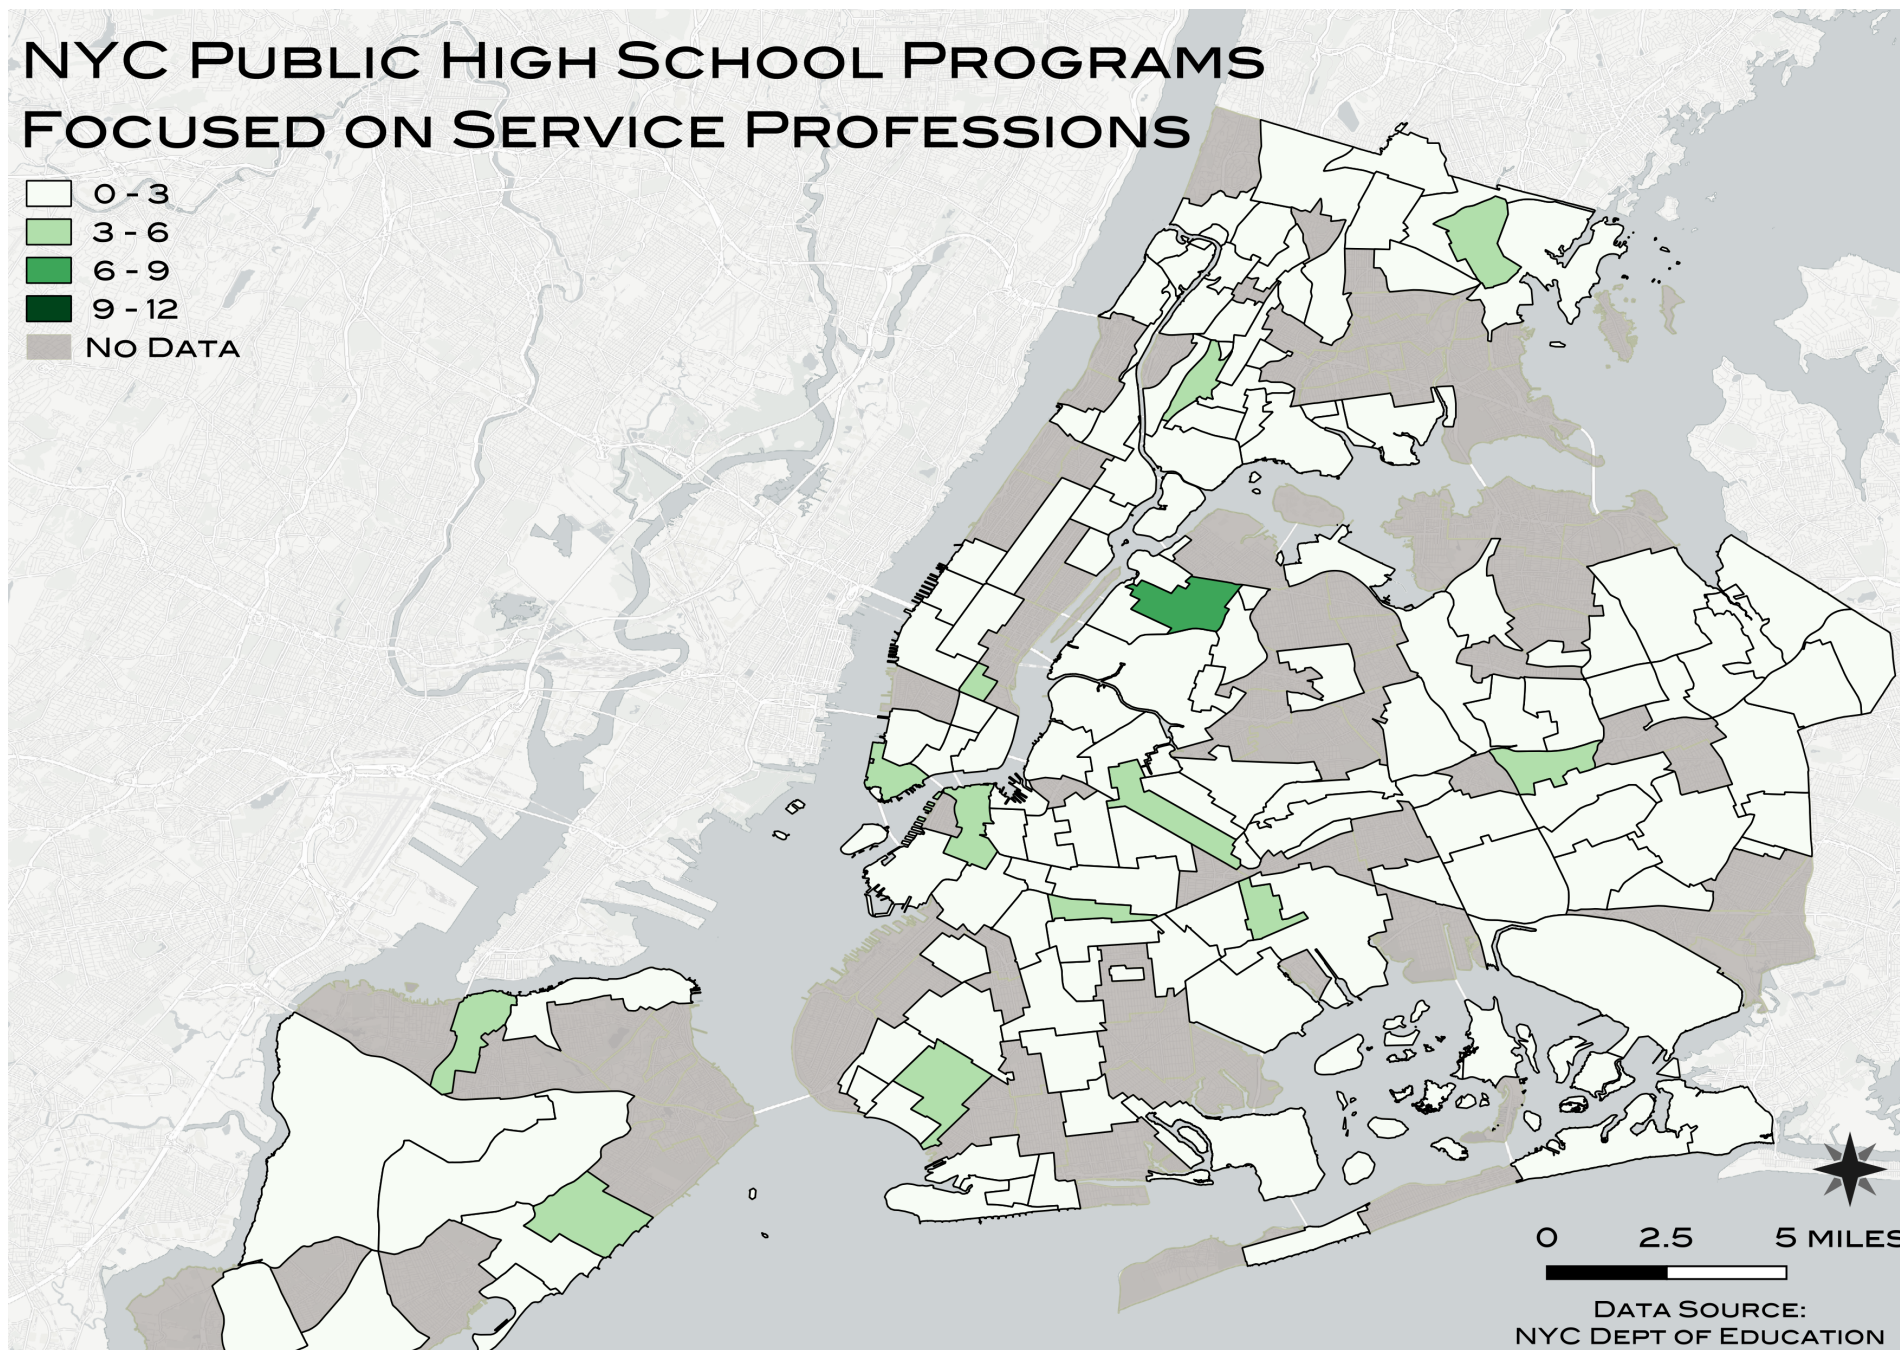 NYC Public High School Programs
Focused on Service Professions
0 - 3
3 - 6
6 - 9
9 - 12
No Data
0 2.5 5 miles
Data Source:
NYC Dept of Education